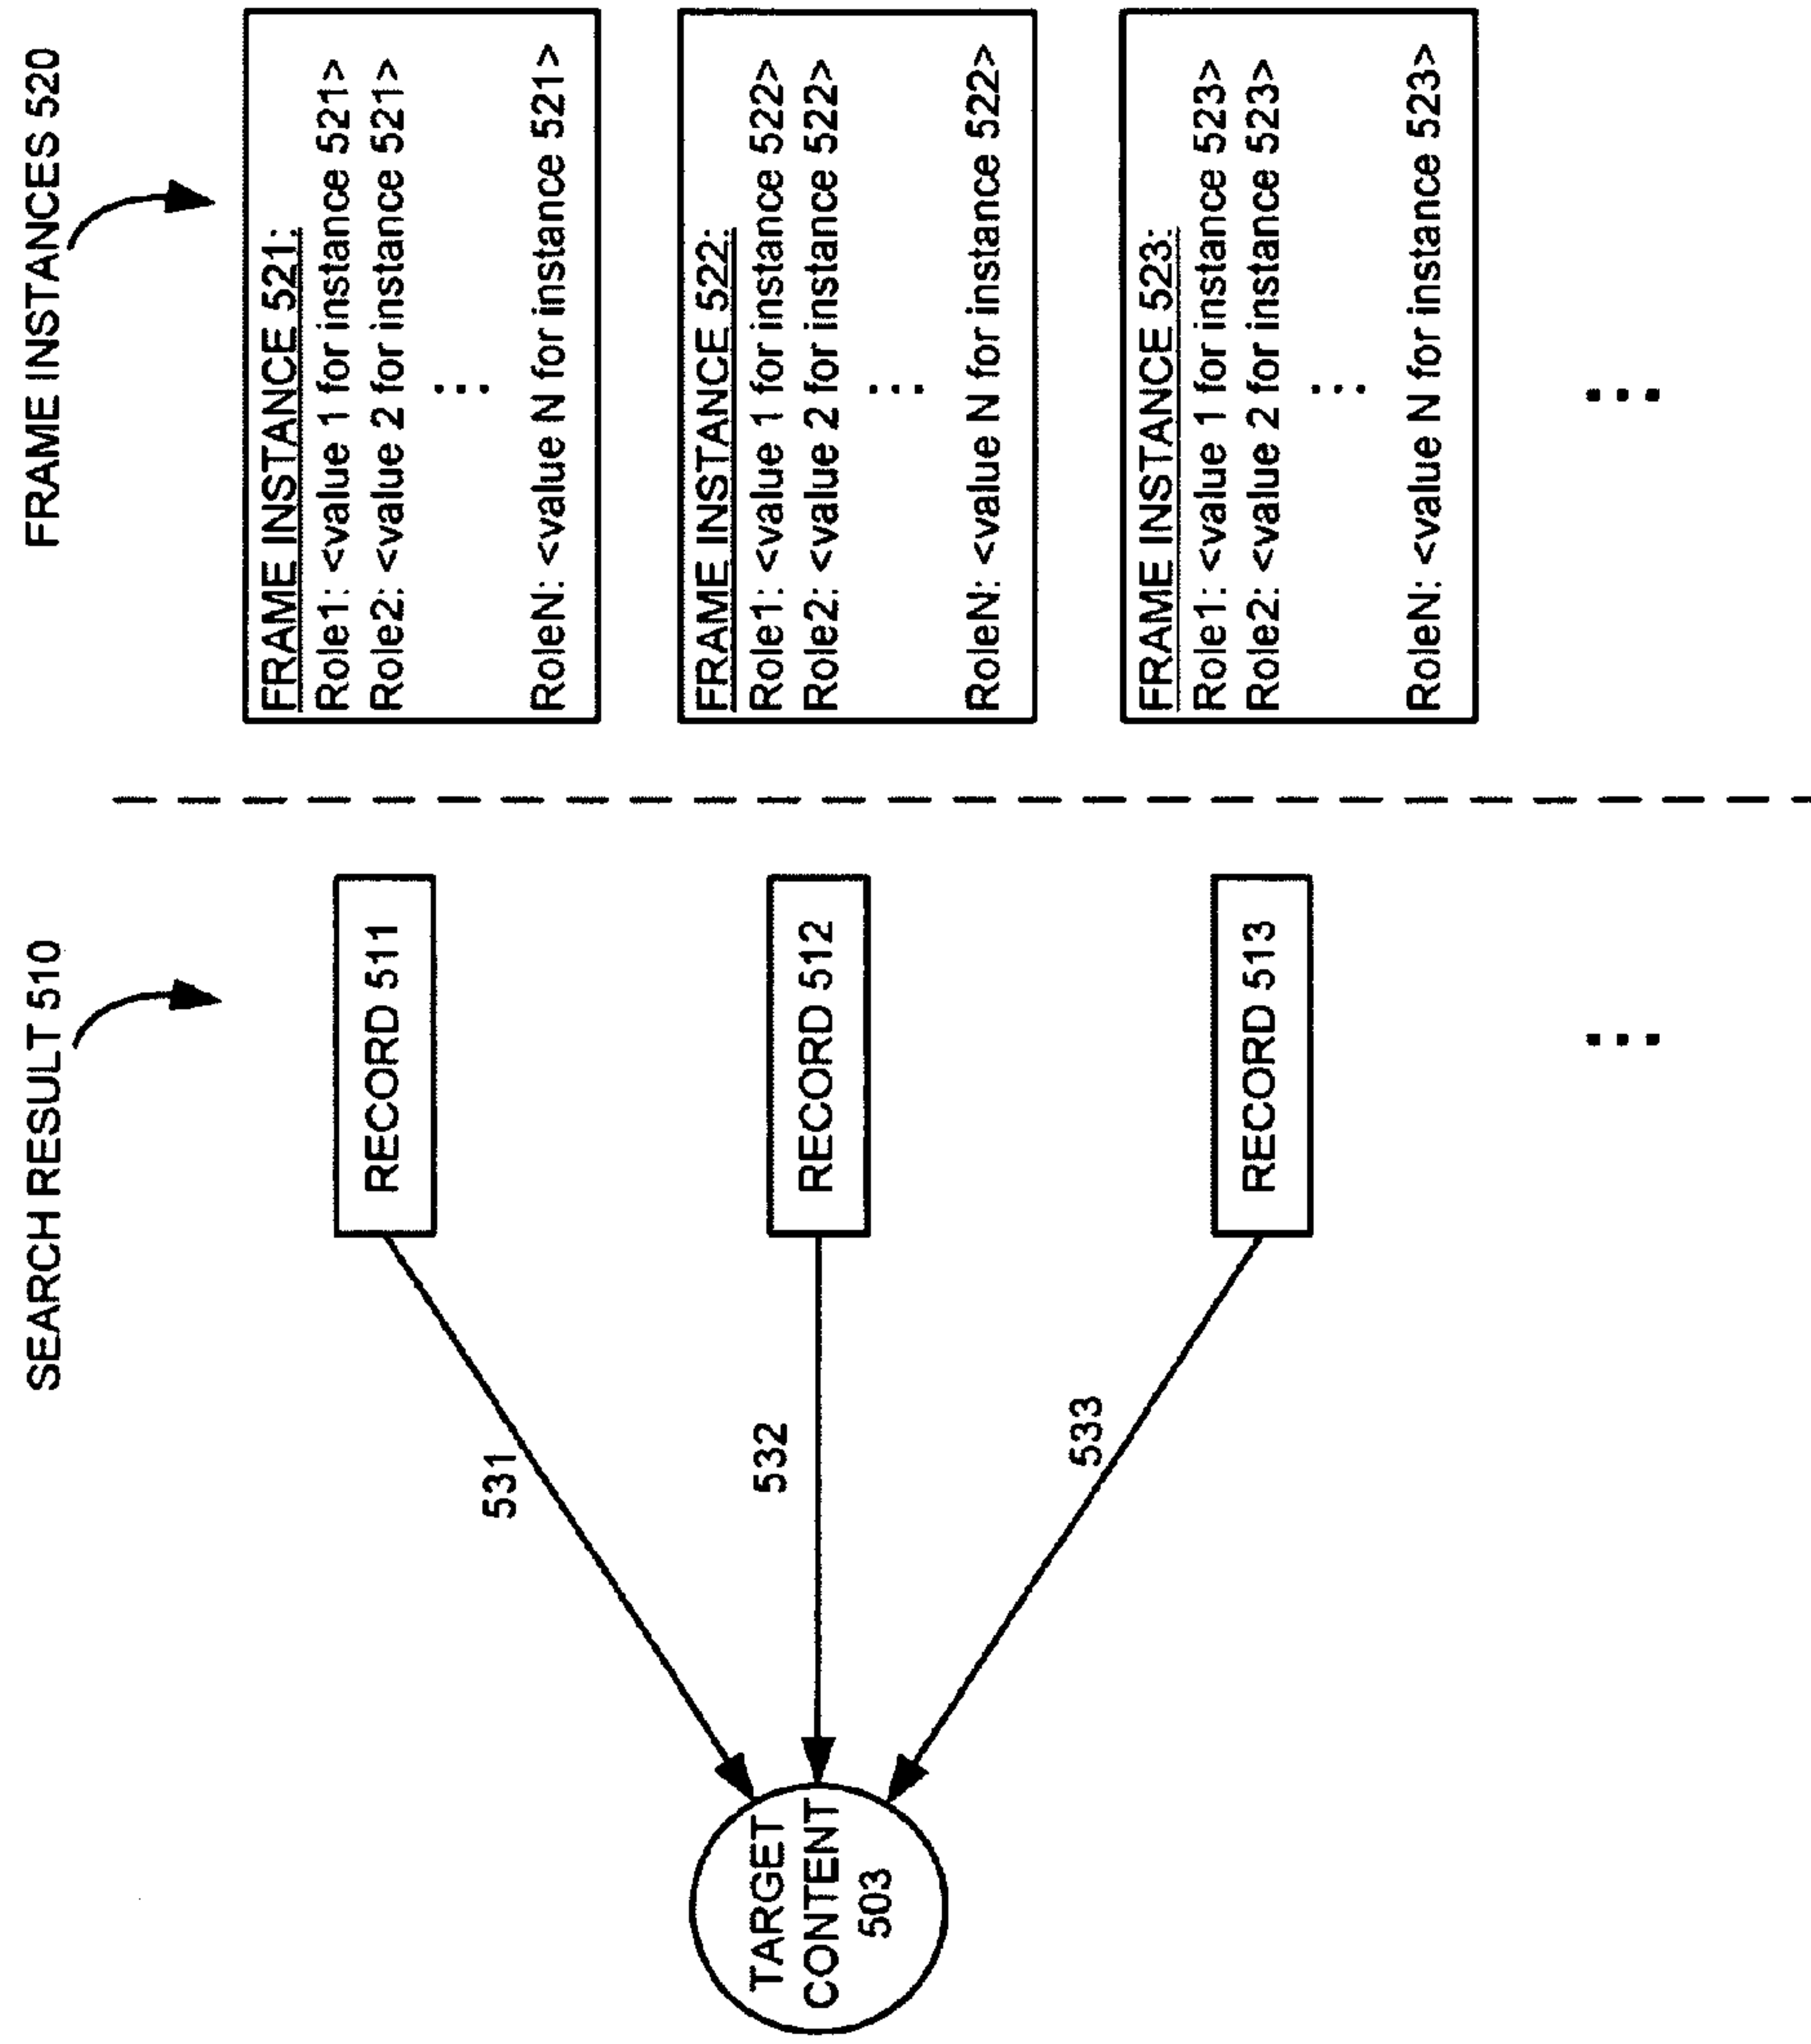 SEARCH RESULT 510
FRAME INSTANCES 520
TARGET
CONTENT
503
531
532
533
RECORD 511
RECORD 512
RECORD 513
...
FRAME INSTANCE 521:
Role1: <value 1 for instance 521>
Role2: <value 2 for instance 521>
...
RoleN: <value N for instance 521>
FRAME INSTANCE 522:
Role1: <value 1 for instance 522>
Role2: <value 2 for instance 522>
...
RoleN: <value N for instance 522>
FRAME INSTANCE 523:
Role1: <value 1 for instance 523>
Role2: <value 2 for instance 523>
...
RoleN: <value N for instance 523>
...